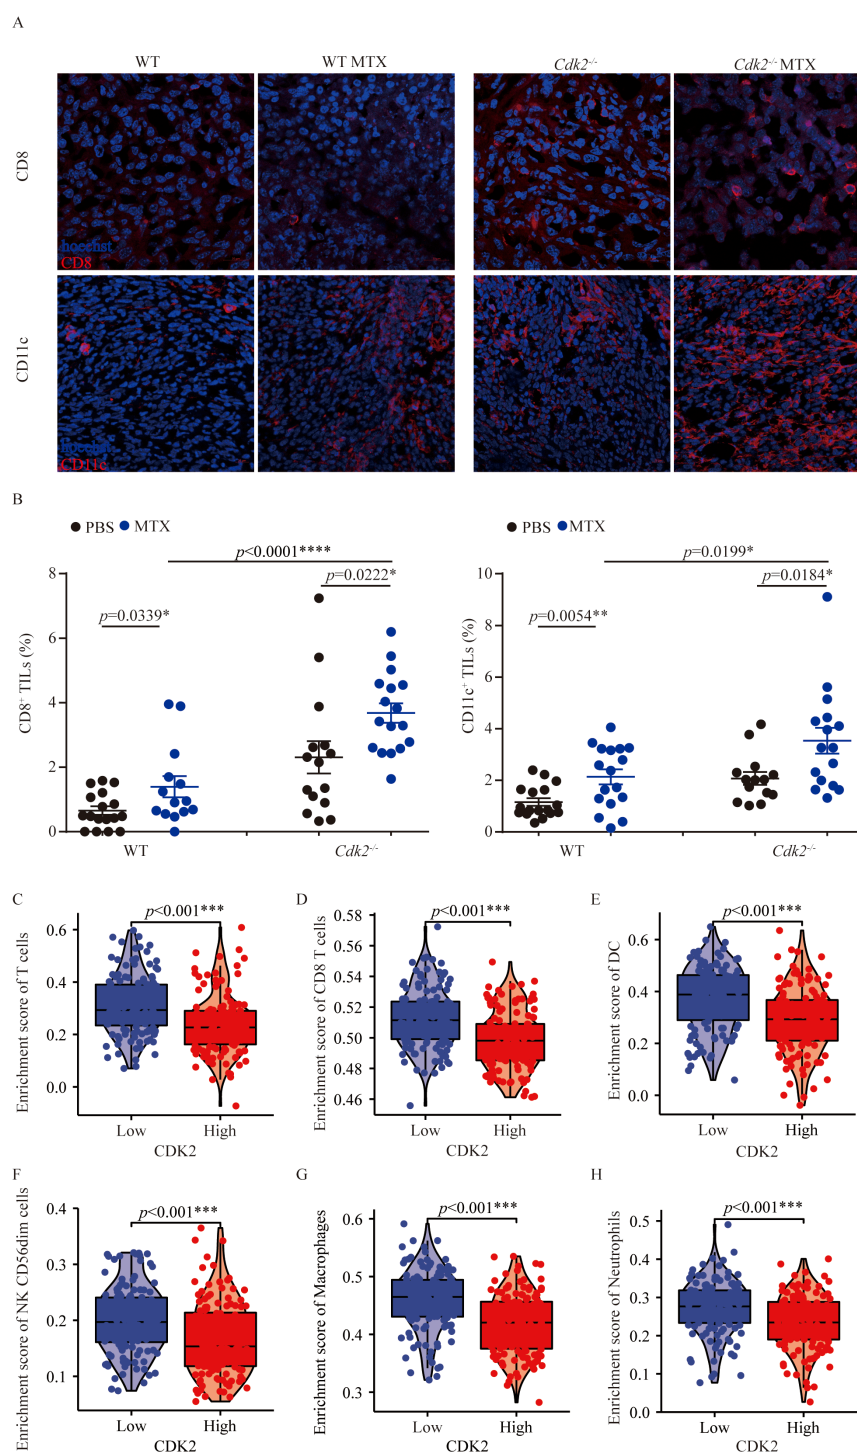 A
WT
WT MTX
Cdk2-/-
Cdk2-/- MTX
CD8
hoechst
CD8
CD11c
hoechst
CD11c
B
PBS MTX
p<0.0001****
p=0.0222*
p=0.0339*
CD8+ TILs (%)
8
6
4
2
0
WT
Cdk2-/-
PBS MTX
p=0.0199*
p=0.0184*
p=0.0054**
CD11c+ TILs (%)
10
8
6
4
2
0
WT
Cdk2-/-
C
p<0.001***
Enrichment score of T cells
0.6
0.4
0.2
0.0
Low
High
CDK2
D
p<0.001***
Enrichment score of CD8 T cells
0.58
0.56
0.54
0.52
0.50
0.48
0.46
Low
High
CDK2
E
p<0.001***
Enrichment score of DC
0.6
0.4
0.2
0.0
Low
High
CDK2
F
p<0.001***
Enrichment score of NK CD56dim cells
0.4
0.3
0.2
0.1
Low
High
CDK2
G
p<0.001***
Enrichment score of Macrophages
0.6
0.5
0.4
0.3
Low
High
CDK2
H
p<0.001***
Enrichment score of Neutrophils
0.5
0.4
0.3
0.2
0.1
0.0
Low
High
CDK2